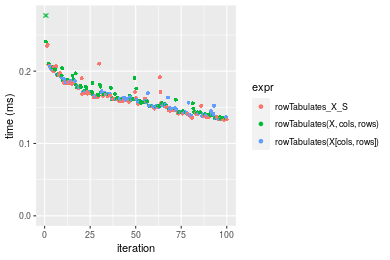 time (ms)
0.2
0.1
0.0
0
25
50
75
100
iteration
expr
rowTabulates_X_S
rowTabulates(X, cols, rows)
rowTabulates(X[cols, rows])